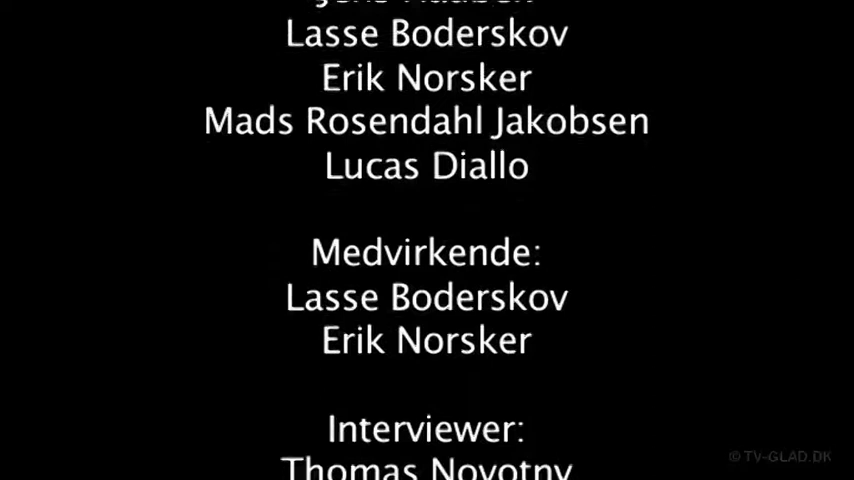 Lasse Boderskov
Erik Norsker
Mads Rosendahl Jakobsen
Lucas Diallo
Medvirkende:
Lasse Boderskov
Erik Norsker
Interviewer:
Thomas Novotny
© TV-GLAD.DK